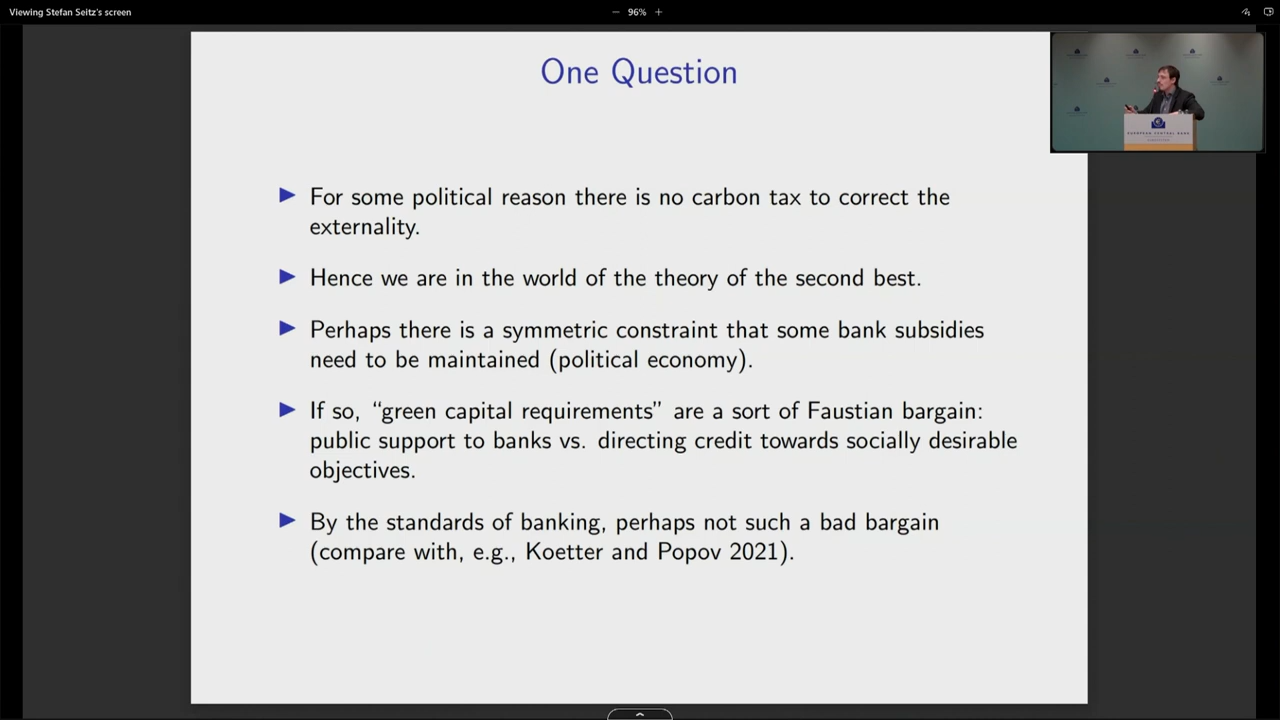 Viewing Stefan Seitz's screen
96%
One Question
For some political reason there is no carbon tax to correct the
externality.
Hence we are in the world of the theory of the second best.
Perhaps there is a symmetric constraint that some bank subsidies
need to be maintained (political economy).
If so, “green capital requirements” are a sort of Faustian bargain:
public support to banks vs. directing credit towards socially desirable
objectives.
By the standards of banking, perhaps not such a bad bargain
(compare with, e.g., Koetter and Popov 2021).
EUROPEAN CENTRAL BANK